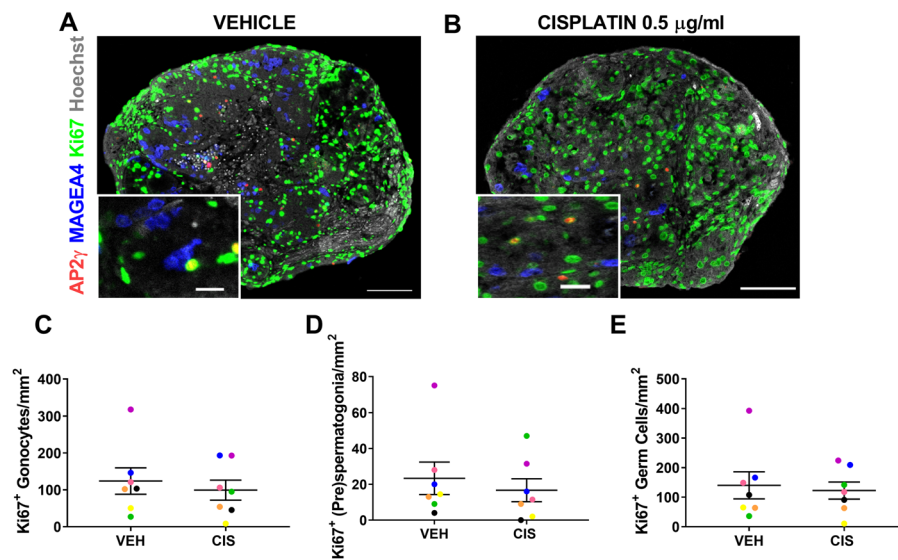 A
VEHICLE
B
CISPLATIN 0.5 μg/ml
AP2γ MAGEA4 Ki67 Hoechst
C
D
E
Ki67⁺ Gonocytes/mm²
400
300
200
100
0
VEH
CIS
Ki67⁺ (Pre)spermatogonia/mm²
80
60
40
20
0
VEH
CIS
Ki67⁺ Germ Cells/mm²
500
400
300
200
100
0
VEH
CIS